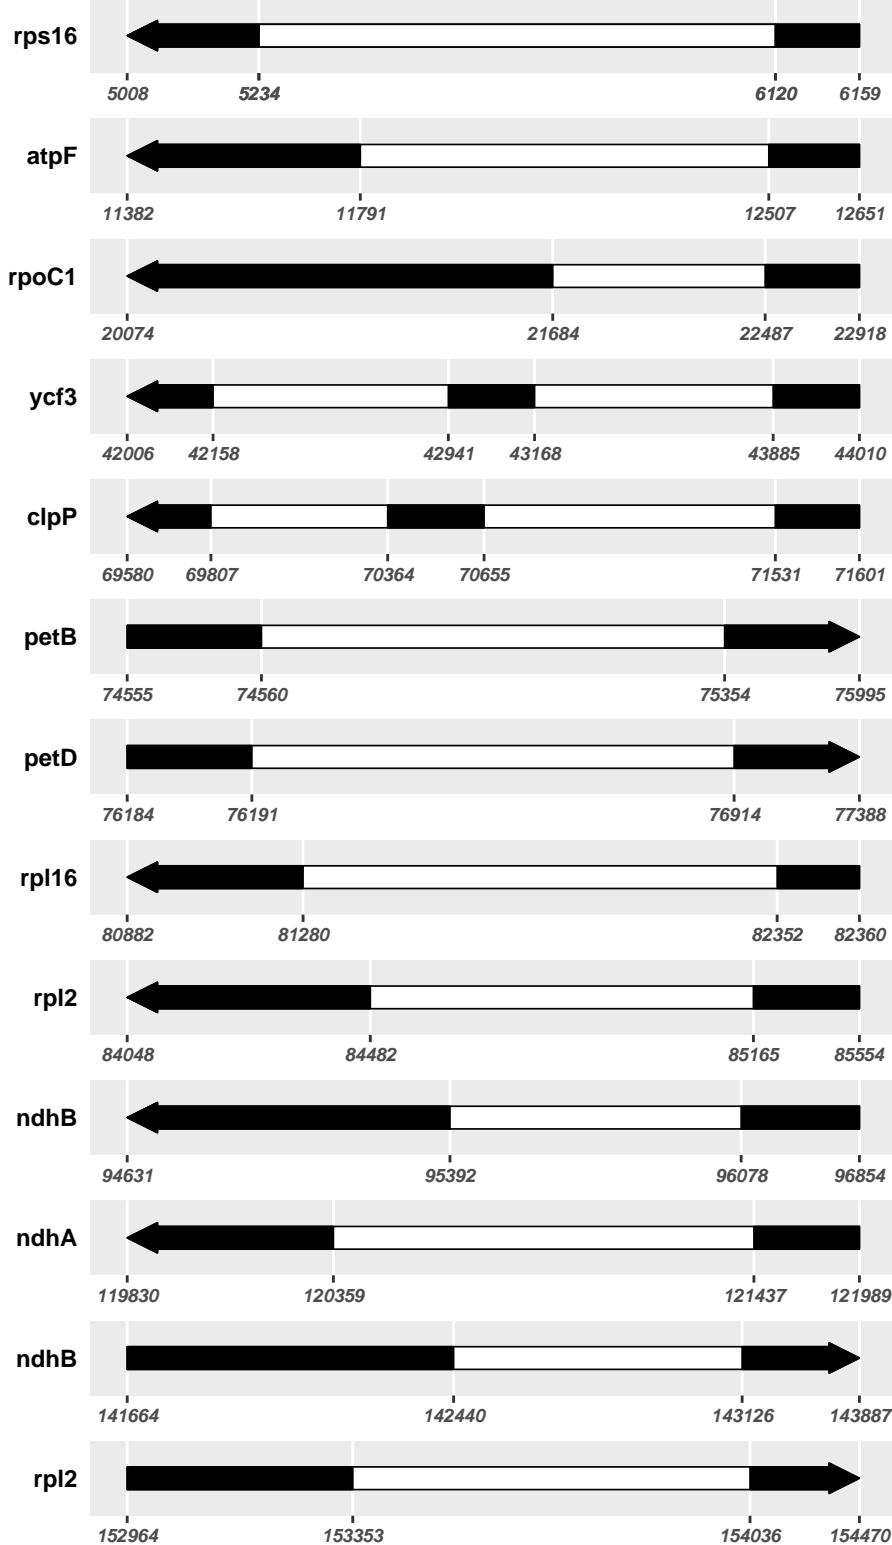 rps16
5008 5234 6120 6159
atpF
11382 11791 12507 12651
rpoC1
20074 21684 22487 22918
ycf3
42006 42158 42941 43168 43885 44010
clpP
69580 69807 70364 70655 71531 71601
petB
74555 74560 75354 75995
petD
76184 76191 76914 77388
rpl16
80882 81280 82352 82360
rpl2
84048 84482 85165 85554
ndhB
94631 95392 96078 96854
ndhA
119830 120359 121437 121989
ndhB
141664 142440 143126 143887
rpl2
152964 153353 154036 154470